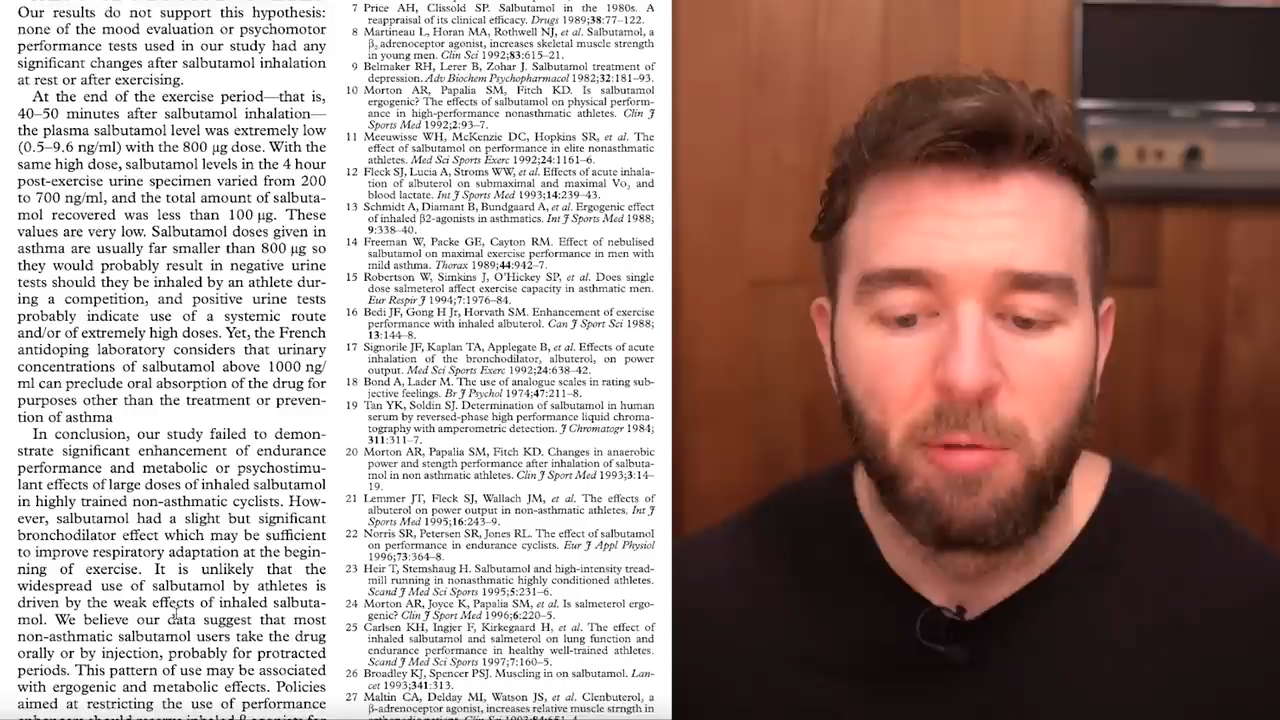 Our results do not support this hypothesis:
none of the mood evaluation or psychomotor
performance tests used in our study had any
significant changes after salbutamol inhalation
at rest or after exercising.
At the end of the exercise period—that is,
40–50 minutes after salbutamol inhalation—
the plasma salbutamol level was extremely low
(0.5–9.6 ng/ml) with the 800 µg dose. With the
same high dose, salbutamol levels in the 4 hour
post-exercise urine specimen varied from 200
to 700 ng/ml, and the total amount of salbuta-
mol recovered was less than 100 µg. These
values are very low. Salbutamol doses given in
asthma are usually far smaller than 800 µg so
they would probably result in negative urine
tests should they be inhaled by an athlete dur-
ing a competition, and positive urine tests
probably indicate use of a systemic route
and/or of extremely high doses. Yet, the French
antidoping laboratory considers that urinary
concentrations of salbutamol above 1000 ng/
ml can preclude oral absorption of the drug for
purposes other than the treatment or preven-
tion of asthma
In conclusion, our study failed to demon-
strate significant enhancement of endurance
performance and metabolic or psychostimu-
lant effects of large doses of inhaled salbutamol
in highly trained non-asthmatic cyclists. How-
ever, salbutamol had a slight but significant
bronchodilator effect which may be sufficient
to improve respiratory adaptation at the begin-
ning of exercise. It is unlikely that the
widespread use of salbutamol by athletes is
driven by the weak effects of inhaled salbuta-
mol. We believe our data suggest that most
non-asthmatic salbutamol users take the drug
orally or by injection, probably for protracted
periods. This pattern of use may be associated
with ergogenic and metabolic effects. Policies
aimed at restricting the use of performance
7 Price AH, Clissold SP. Salbutamol in the 1980s. A
reappraisal of its clinical efficacy. Drugs 1989;38:77–122.
8 Martineau L, Horan MA, Rothwell NJ, et al. Salbutamol, a
β2 adrenoceptor agonist, increases skeletal muscle strength
in young men. Clin Sci 1992;83:615–21.
9 Belmaker RH, Lerer B, Zohar J. Salbutamol treatment of
depression. Adv Biochem Psychopharmacol 1982;32:181–93.
10 Morton AR, Papalia SM, Fitch KD. Is salbutamol
ergogenic? The effects of salbutamol on physical perform-
ance in high-performance nonasthmatic athletes. Clin J
Sports Med 1992;2:93–7.
11 Meeuwisse WH, McKenzie DC, Hopkins SR, et al. The
effect of salbutamol on performance in elite nonasthmatic
athletes. Med Sci Sports Exerc 1992;24:1161–6.
12 Fleck SJ, Lucia A, Stroms WW, et al. Effects of acute inhala-
tion of albuterol on submaximal and maximal Vo2 and
blood lactate. Int J Sports Med 1993;14:239–43.
13 Schmidt A, Diamant B, Bundgaard A, et al. Ergogenic effect
of inhaled β2-agonists in asthmatics. Int J Sports Med 1988;
9:338–40.
14 Freeman W, Packe GE, Cayton RM. Effect of nebulised
salbutamol on maximal exercise performance in men with
mild asthma. Thorax 1989;44:942–7.
15 Robertson W, Simkins J, O'Hickey SP, et al. Does single
dose salmeterol affect exercise capacity in asthmatic men.
Eur Respir J 1994;7:1976–84.
16 Bedi JF, Gong H Jr, Horvath SM. Enhancement of exercise
performance with inhaled albuterol. Can J Sport Sci 1988;
13:144–8.
17 Signorile JF, Kaplan TA, Applegate B, et al. Effects of acute
inhalation of the bronchodilator, albuterol, on power
output. Med Sci Sports Exerc 1992;24:638–42.
18 Bond A, Lader M. The use of analogue scales in rating sub-
jective feelings. Br J Psychol 1974;47:211–8.
19 Tan YK, Soldin SJ. Determination of salbutamol in human
serum by reversed-phase high performance liquid chroma-
tography with amperometric detection. J Chromatogr 1984;
311:311–7.
20 Morton AR, Papalia SM, Fitch KD. Changes in anaerobic
power and stength performance after inhalation of salbuta-
mol in non asthmatic athletes. Clin J Sport Med 1993;3:14–
19.
21 Lemmer JT, Fleck SJ, Wallach JM, et al. The effects of
albuterol on power output in non-asthmatic athletes. Int J
Sports Med 1995;16:243–9.
22 Norris SR, Petersen SR, Jones RL. The effect of salbutamol
on performance in endurance cyclists. Eur J Appl Physiol
1996;73:364–8.
23 Heir T, Stemshaug H. Salbutamol and high-intensity tread-
mill running in nonasthmatic highly conditioned athletes.
Scand J Med Sci Sports 1995;5:231–6.
24 Morton AR, Joyce K, Papalia SM, et al. Is salmeterol ergo-
genic? Clin J Sport Med 1996;6:220–5.
25 Carlsen KH, Ingjer F, Kirkegaard H, et al. The effect of
inhaled salbutamol and salmeterol on lung function and
endurance performance in healthy well-trained athletes.
Scand J Med Sci Sports 1997;7:160–5.
26 Broadley KJ, Spencer PSJ. Muscling in on salbutamol. Lan-
cet 1993;341:313.
27 Maltin CA, Delday MI, Watson JS, et al. Clenbuterol, a
β-adrenoceptor agonist, increases relative muscle strngth in